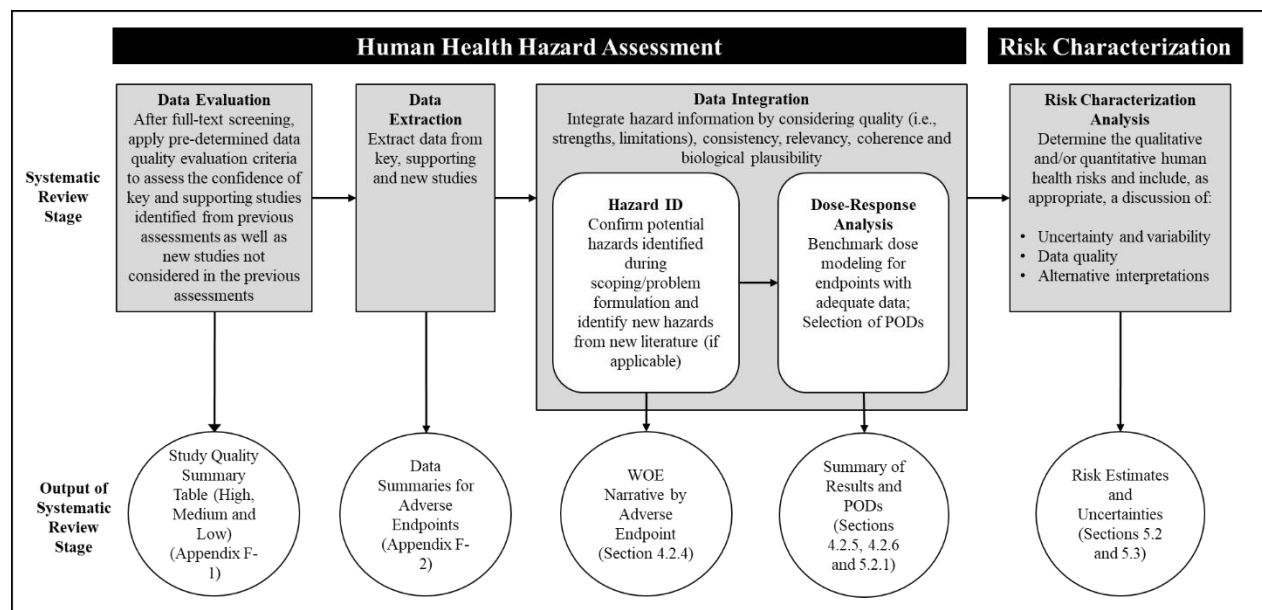 Human Health Hazard Assessment
Risk Characterization
Systematic
Review
Stage
Data Evaluation
After full-text screening,
apply pre-determined data
quality evaluation criteria
to assess the confidence of
key and supporting studies
identified from previous
assessments as well as
new studies not
considered in the previous
assessments
Data
Extraction
Extract data from
key, supporting
and new studies
Data Integration
Integrate hazard information by considering quality (i.e.,
strengths, limitations), consistency, relevancy, coherence and
biological plausibility
Hazard ID
Confirm potential
hazards identified
during
scoping/problem
formulation and
identify new hazards
from new literature (if
applicable)
Dose-Response
Analysis
Benchmark dose
modeling for
endpoints with
adequate data;
Selection of PODs
Risk Characterization
Analysis
Determine the qualitative
and/or quantitative human
health risks and include, as
appropriate, a discussion of:
• Uncertainty and variability
• Data quality
• Alternative interpretations
Output of
Systematic
Review
Stage
Study Quality
Summary
Table (High,
Medium and
Low)
(Appendix F-
1)
Data
Summaries for
Adverse
Endpoints
(Appendix F-
2)
WOE
Narrative by
Adverse
Endpoint
(Section 4.2.4)
Summary of
Results and
PODs
(Sections
4.2.5, 4.2.6
and 5.2.1)
Risk Estimates
and
Uncertainties
(Sections 5.2
and 5.3)